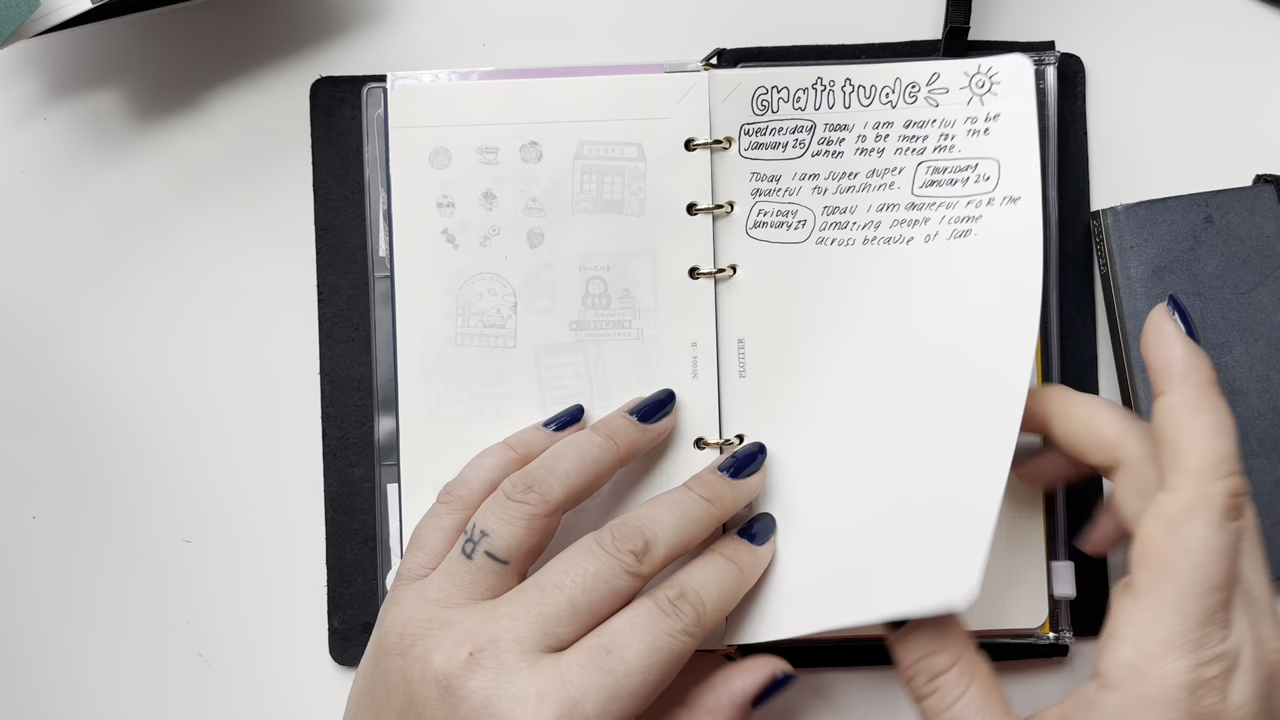 Gratitude
Wednesday
January 25
Today I am grateful to be
able to be there for the
when they need me.
Today I am super duper
grateful for sunshine.
Thursday
January 26
Friday
January 27
Today I am grateful for the
amazing people I come
across because of
PLOTTER